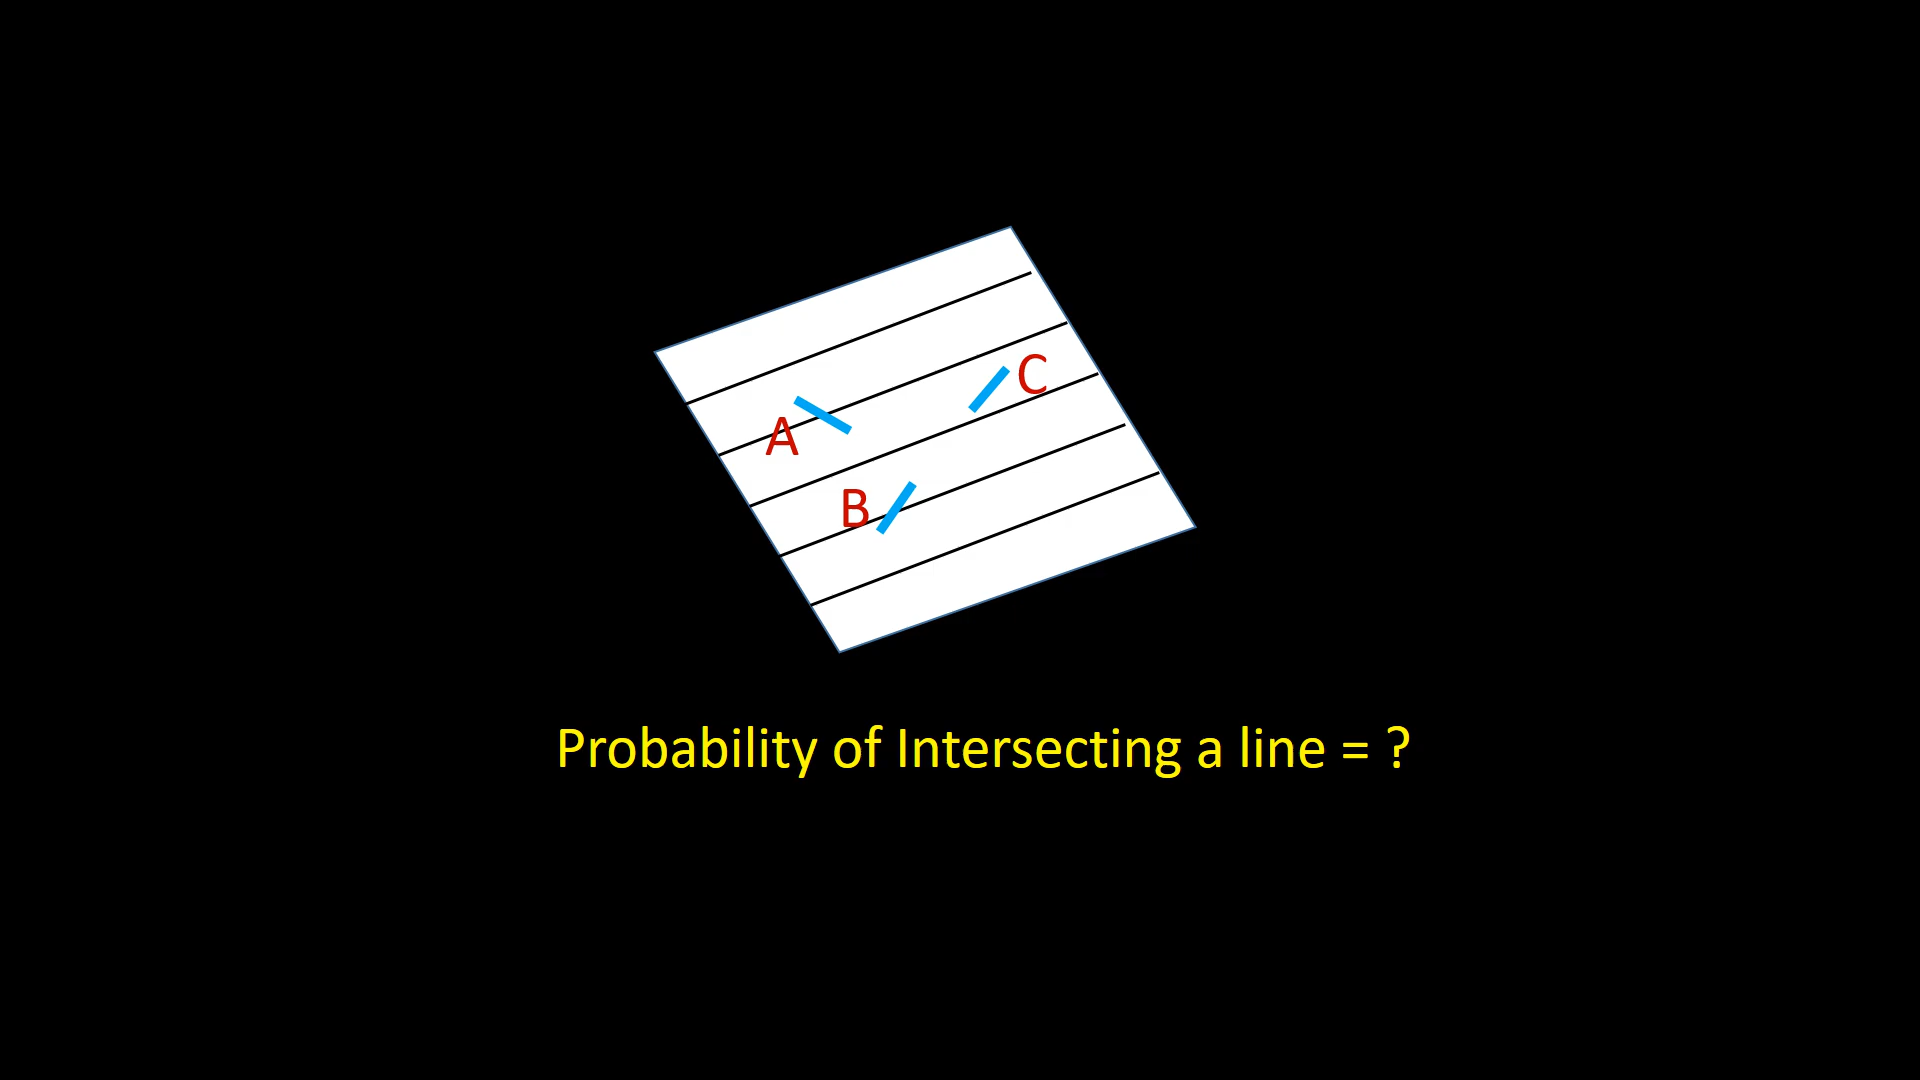 C
A
B
Probability of Intersecting a line = ?